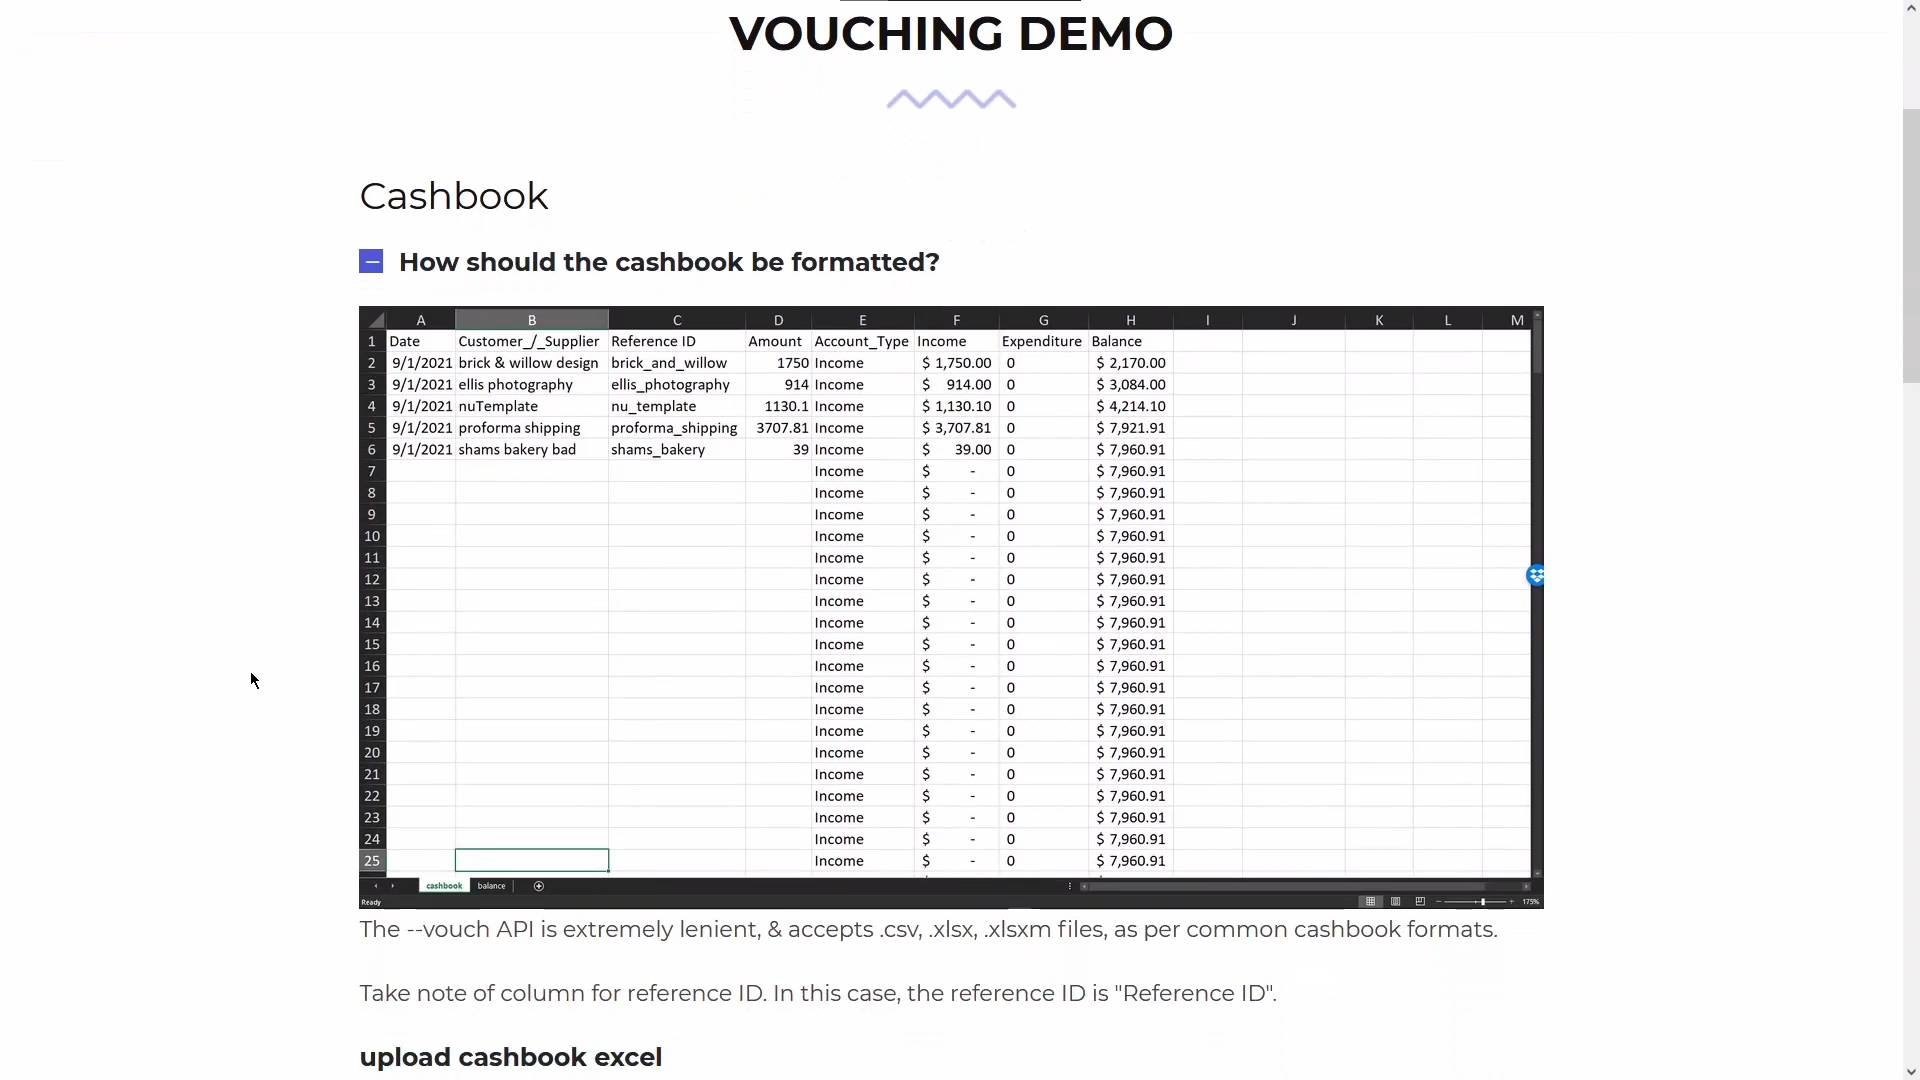 VOUCHING DEMO
Cashbook
How should the cashbook be formatted?
A B C D E F G H I J K L M
1 Date Customer_/_Supplier Reference ID Amount Account_Type Income Expenditure Balance
2 9/1/2021 brick & willow design brick_and_willow 1750 Income $ 1,750.00 0 $ 2,170.00
3 9/1/2021 ellis photography ellis_photography 914 Income $ 914.00 0 $ 3,084.00
4 9/1/2021 nuTemplate nu_template 1130.1 Income $ 1,130.10 0 $ 4,214.10
5 9/1/2021 proforma shipping proforma_shipping 3707.81 Income $ 3,707.81 0 $ 7,921.91
6 9/1/2021 shams bakery bad shams_bakery 39 Income $ 39.00 0 $ 7,960.91
7 Income $ - 0 $ 7,960.91
8 Income $ - 0 $ 7,960.91
9 Income $ - 0 $ 7,960.91
10 Income $ - 0 $ 7,960.91
11 Income $ - 0 $ 7,960.91
12 Income $ - 0 $ 7,960.91
13 Income $ - 0 $ 7,960.91
14 Income $ - 0 $ 7,960.91
15 Income $ - 0 $ 7,960.91
16 Income $ - 0 $ 7,960.91
17 Income $ - 0 $ 7,960.91
18 Income $ - 0 $ 7,960.91
19 Income $ - 0 $ 7,960.91
20 Income $ - 0 $ 7,960.91
21 Income $ - 0 $ 7,960.91
22 Income $ - 0 $ 7,960.91
23 Income $ - 0 $ 7,960.91
24 Income $ - 0 $ 7,960.91
25 Income $ - 0 $ 7,960.91
cashbook balance
Ready 175%
The --vouch API is extremely lenient, & accepts .csv, .xlsx, .xlsxm files, as per common cashbook formats.
Take note of column for reference ID. In this case, the reference ID is "Reference ID".
upload cashbook excel